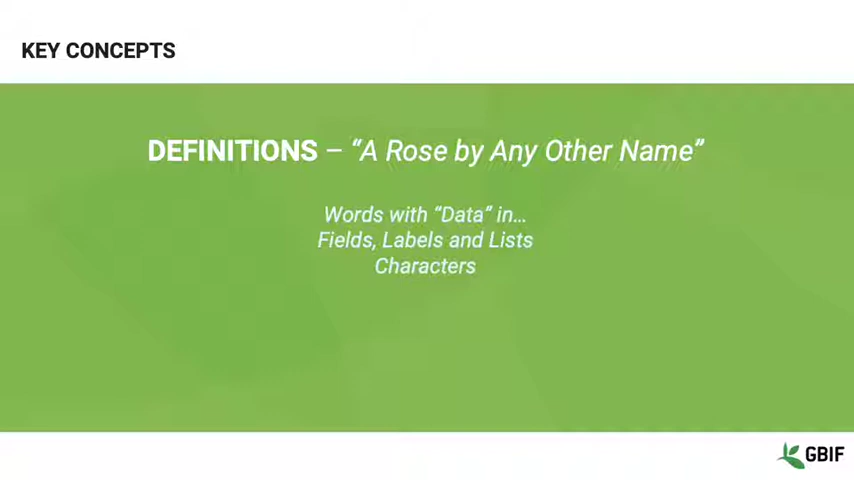 KEY CONCEPTS
DEFINITIONS – “A Rose by Any Other Name”
Words with “Data” in...
Fields, Labels and Lists
Characters
GBIF